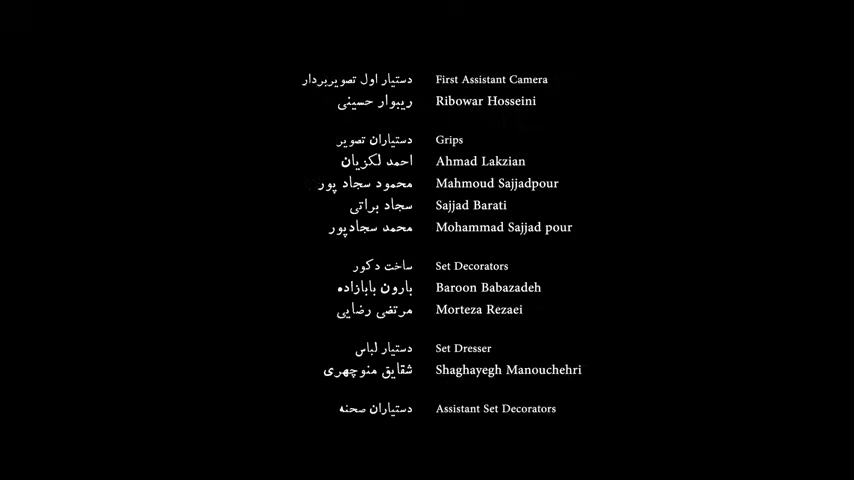 دستیار اول تصویربردار First Assistant Camera
ریبوار حسینی Ribowar Hosseini
دستیاران تصویر Grips
احمد لکزیان Ahmad Lakzian
محمود سجاد پور Mahmoud Sajjadpour
سجاد براتی Sajjad Barati
محمد سجادپور Mohammad Sajjad pour
ساخت دکور Set Decorators
بارون بابازاده Baroon Babazadeh
مرتضی رضایی Morteza Rezaei
دستیار لباس Set Dresser
شقایق منوچهری Shaghayegh Manouchehri
دستیاران صحنه Assistant Set Decorators